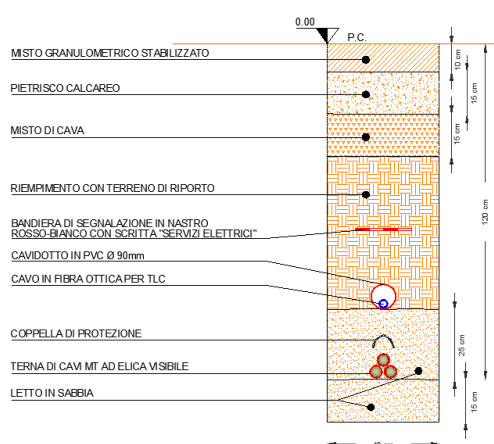 0.00
P.C.
MISTO GRANULOMETRICO STABILIZZATO
10 cm
PIETRISCO CALCAREO
15 cm
MISTO DI CAVA
15 cm
RIEMPIMENTO CON TERRENO DI RIPORTO
120 cm
BANDIERA DI SEGNALAZIONE IN NASTRO
ROSSO-BIANCO CON SCRITTA "SERVIZI ELETTRICI"
CAVIDOTTO IN PVC Ø 90mm
CAVO IN FIBRA OTTICA PER TLC
COPPELLA DI PROTEZIONE
25 cm
TERNA DI CAVI MT AD ELICA VISIBILE
LETTO IN SABBIA
15 cm